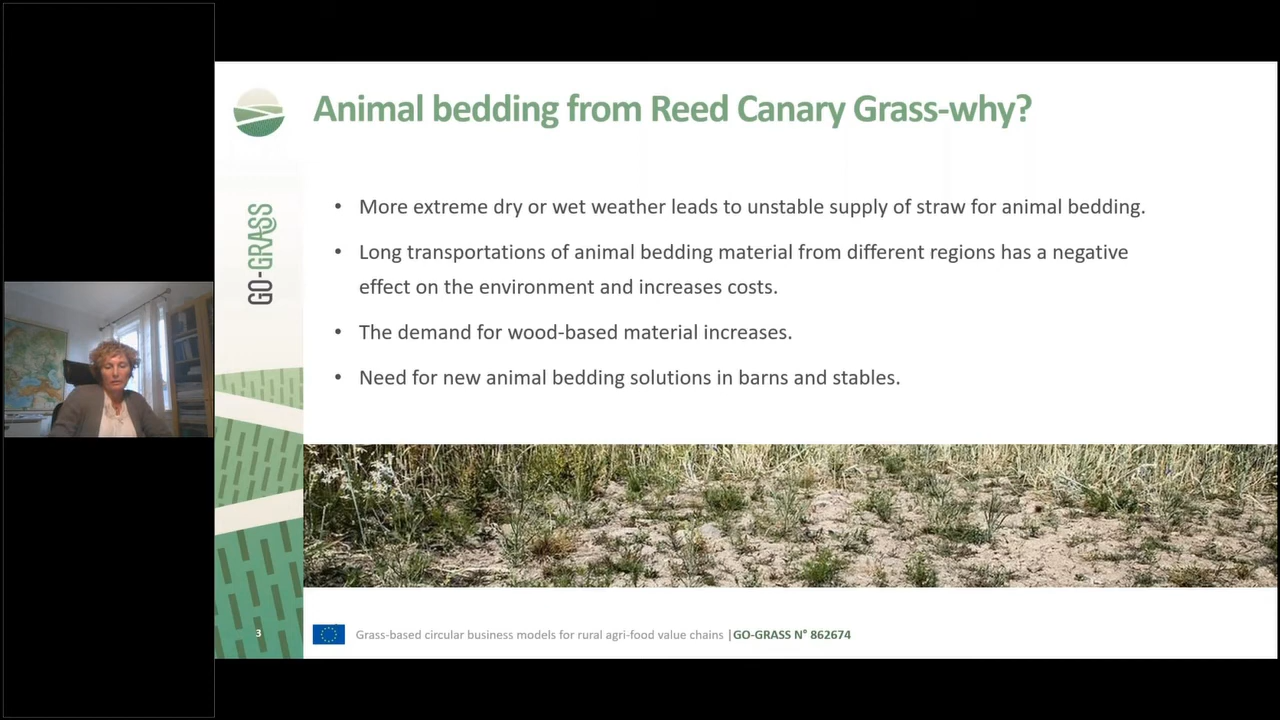 Animal bedding from Reed Canary Grass-why?
GO-GRASS
• More extreme dry or wet weather leads to unstable supply of straw for animal bedding.
• Long transportations of animal bedding material from different regions has a negative
effect on the environment and increases costs.
• The demand for wood-based material increases.
• Need for new animal bedding solutions in barns and stables.
3
Grass-based circular business models for rural agri-food value chains |GO-GRASS N° 862674